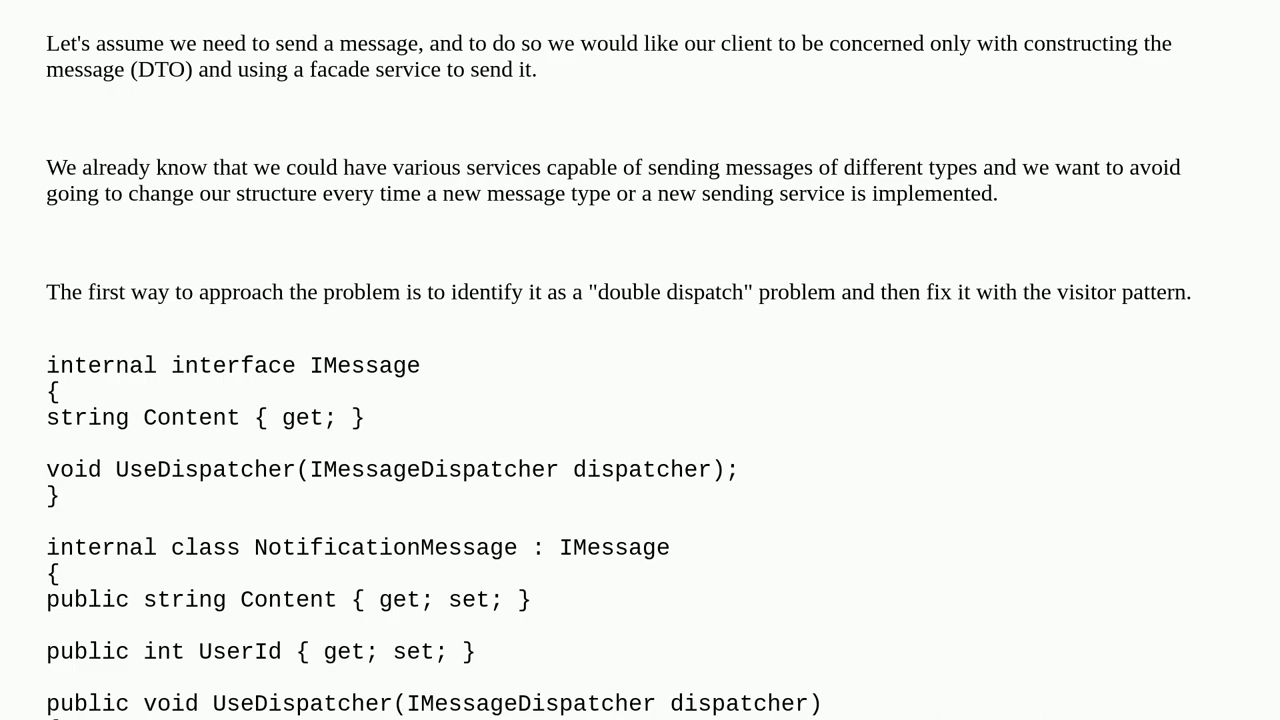 Let's assume we need to send a message, and to do so we would like our client to be concerned only with constructing the
message (DTO) and using a facade service to send it.
We already know that we could have various services capable of sending messages of different types and we want to avoid
going to change our structure every time a new message type or a new sending service is implemented.
The first way to approach the problem is to identify it as a "double dispatch" problem and then fix it with the visitor pattern.
internal interface IMessage
{
string Content { get; }
void UseDispatcher(IMessageDispatcher dispatcher);
}
internal class NotificationMessage : IMessage
{
public string Content { get; set; }
public int UserId { get; set; }
public void UseDispatcher(IMessageDispatcher dispatcher)